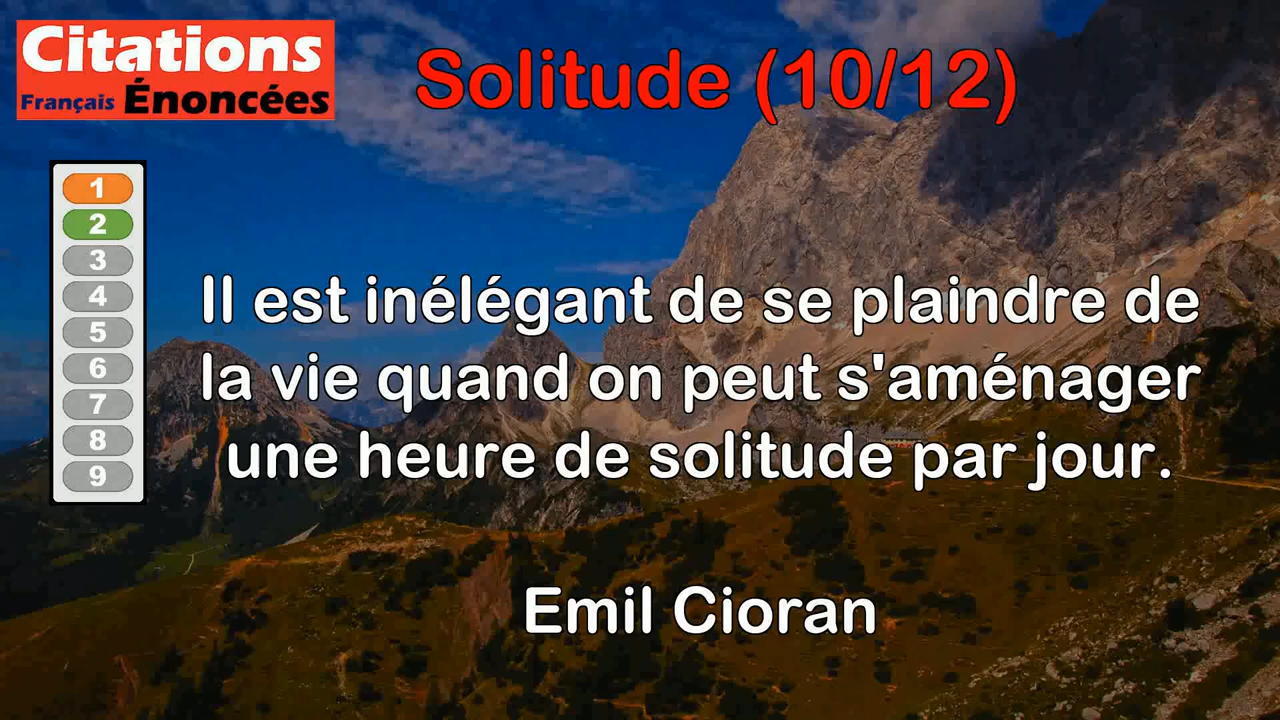 Citations
Français Énoncées
Solitude (10/12)
1
2
3
4
5
6
7
8
9
Il est inélégant de se plaindre de
la vie quand on peut s'aménager
une heure de solitude par jour.
Emil Cioran